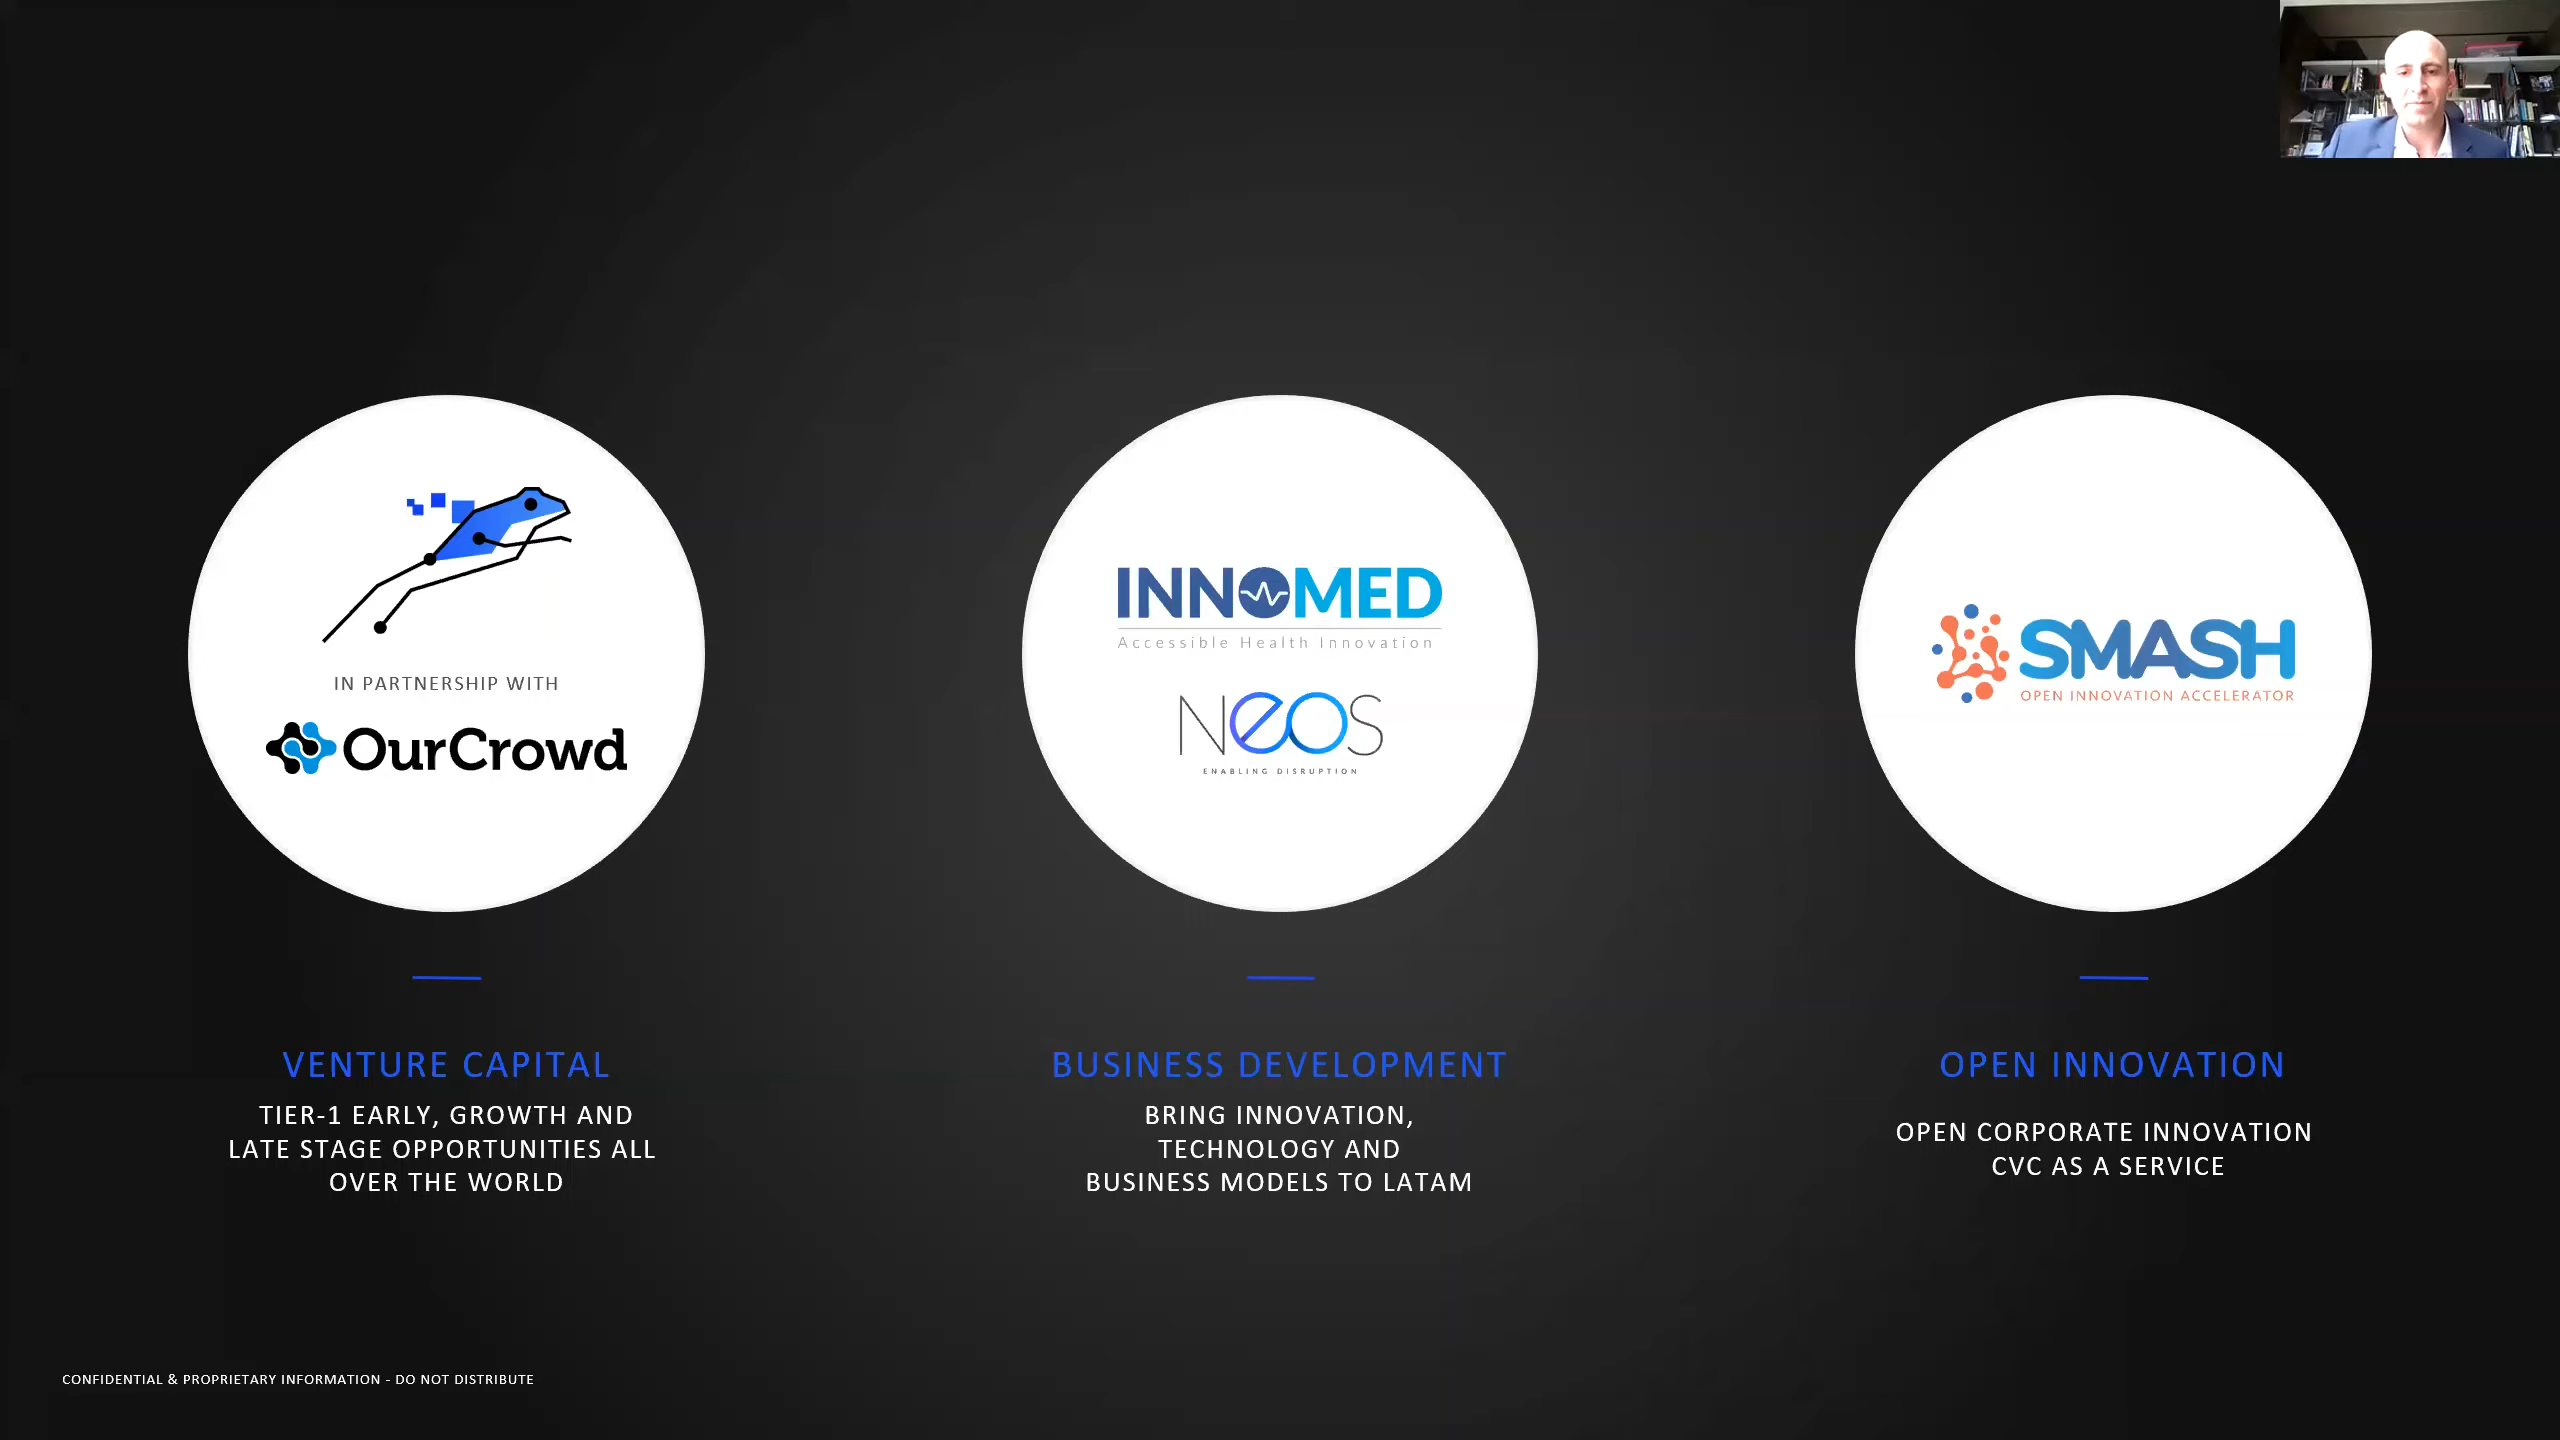 IN PARTNERSHIP WITH
OurCrowd
VENTURE CAPITAL
TIER-1 EARLY, GROWTH AND
LATE STAGE OPPORTUNITIES ALL
OVER THE WORLD
INNOMED
Accessible Health Innovation
NEOS
ENABLING DISRUPTION
BUSINESS DEVELOPMENT
BRING INNOVATION,
TECHNOLOGY AND
BUSINESS MODELS TO LATAM
SMASH
OPEN INNOVATION ACCELERATOR
OPEN INNOVATION
OPEN CORPORATE INNOVATION
CVC AS A SERVICE
CONFIDENTIAL & PROPRIETARY INFORMATION - DO NOT DISTRIBUTE